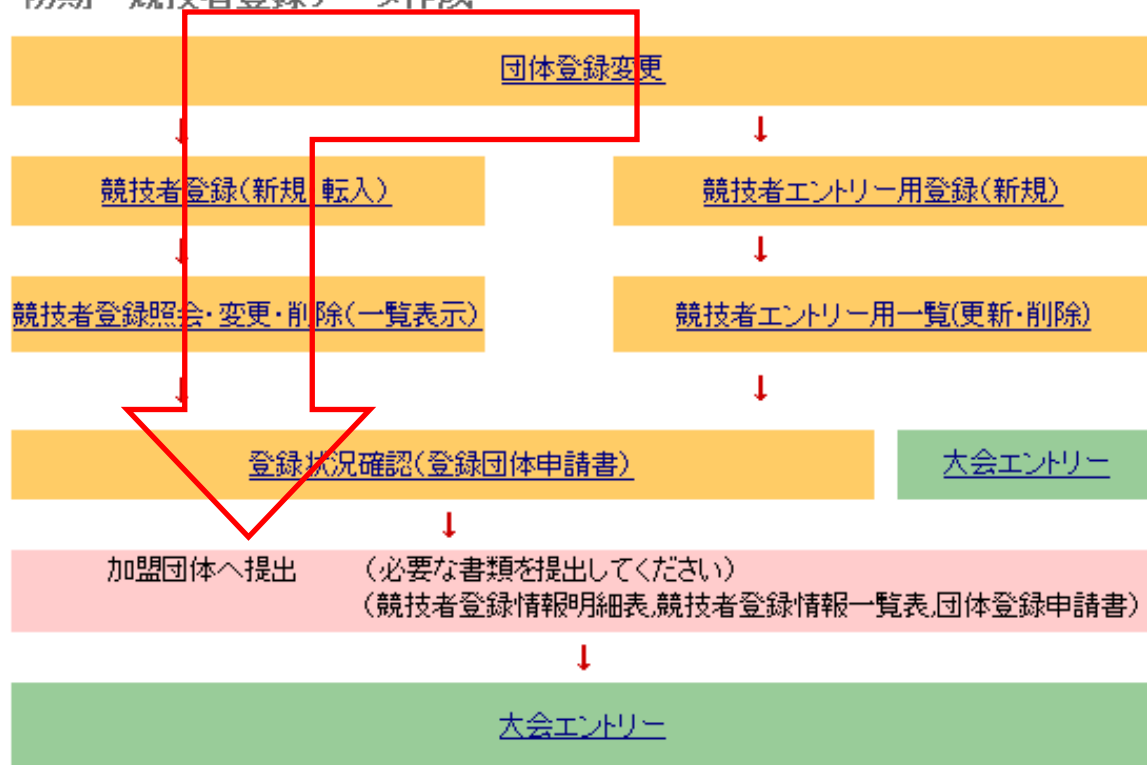 団体登録変更
↓ ↓
競技者登録(新規 転入) 競技者エントリー用登録(新規)
↓ ↓
競技者登録照会・変更・削除(一覧表示) 競技者エントリー用一覧(更新・削除)
↓ ↓
登録状況確認(登録団体申請書) 大会エントリー
↓
加盟団体へ提出 (必要な書類を提出してください)
(競技者登録情報明細表,競技者登録情報一覧表,団体登録申請書)
↓
大会エントリー